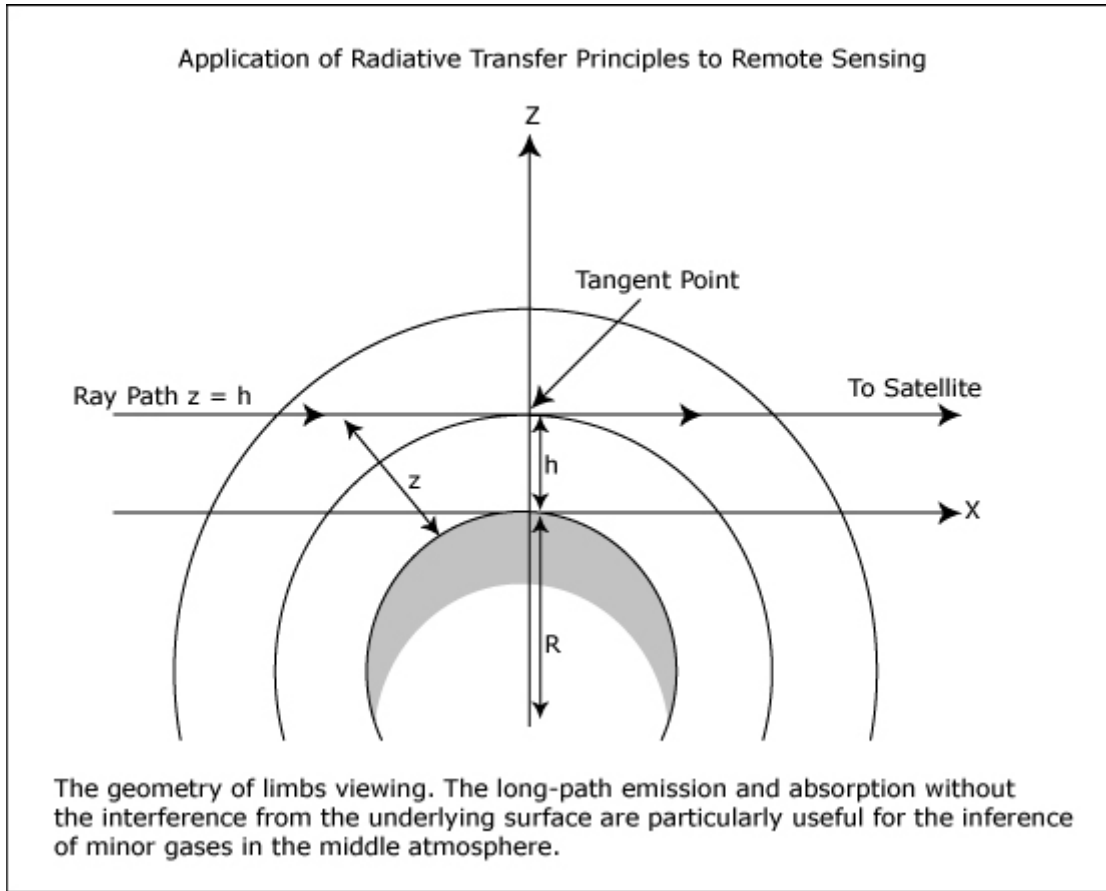 Application of Radiative Transfer Principles to Remote Sensing
Z
Tangent Point
Ray Path z = h
To Satellite
h
z
X
R
The geometry of limbs viewing. The long-path emission and absorption without
the interference from the underlying surface are particularly useful for the inference
of minor gases in the middle atmosphere.